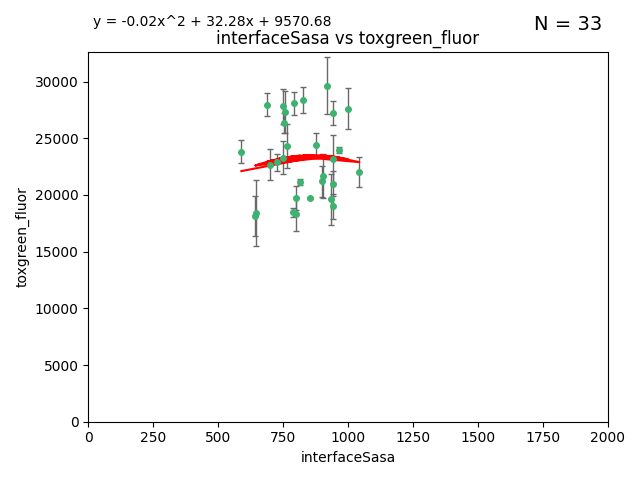 y = -0.02x^2 + 32.28x + 9570.68
N = 33
interfaceSasa vs toxgreen_fluor
30000
25000
20000
15000
10000
5000
0
toxgreen_fluor
0 250 500 750 1000 1250 1500 1750 2000
interfaceSasa